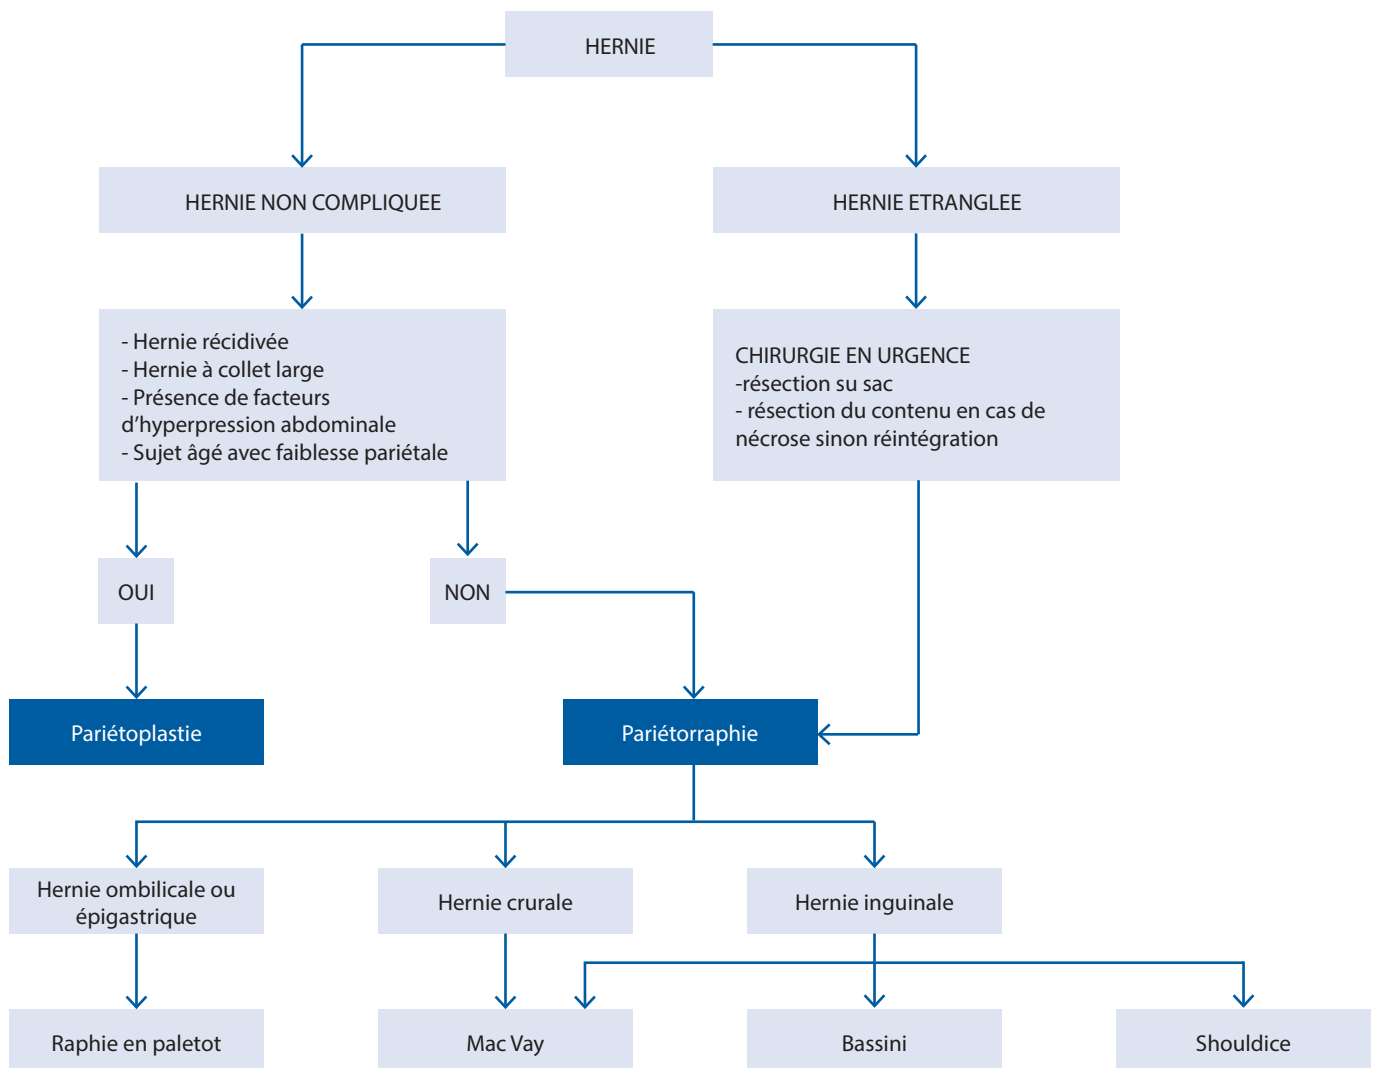 HERNIE
HERNIE NON COMPLIQUEE
HERNIE ETRANGLEE
- Hernie récidivée
- Hernie à collet large
- Présence de facteurs
d’hyperpression abdominale
- Sujet âgé avec faiblesse pariétale
CHIRURGIE EN URGENCE
-résection su sac
- résection du contenu en cas de
nécrose sinon réintégration
OUI
NON
Pariétoplastie
Pariétorraphie
Hernie ombilicale ou
épigastrique
Hernie crurale
Hernie inguinale
Raphie en paletot
Mac Vay
Bassini
Shouldice